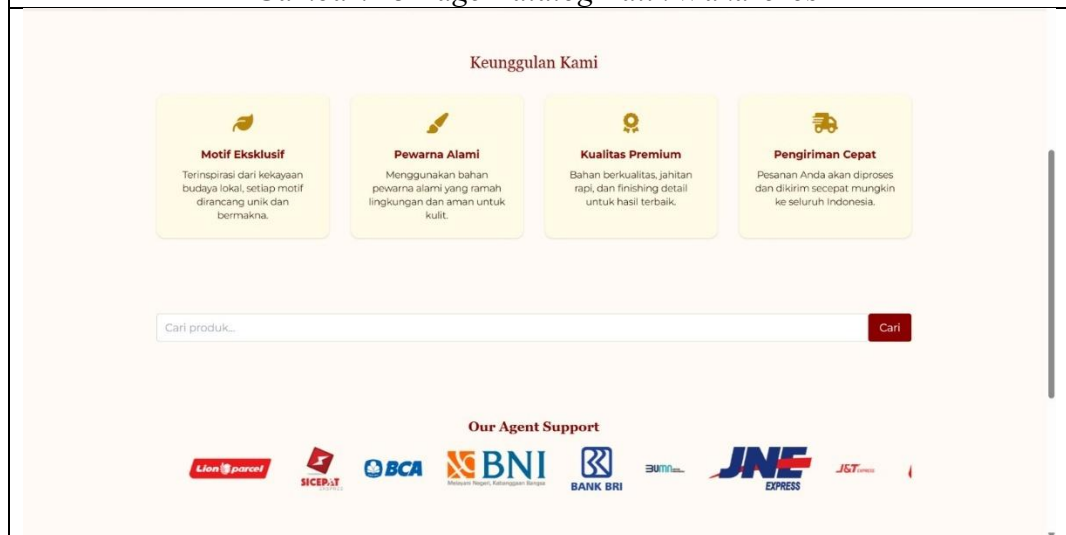 Keunggulan Kami
Motif Eksklusif
Terinspirasi dari kekayaan
budaya lokal, setiap motif
dirancang unik dan
bermakna.
Pewarna Alami
Menggunakan bahan
pewarna alami yang ramah
lingkungan dan aman untuk
kulit.
Kualitas Premium
Bahan berkualitas, jahitan
rapi, dan finishing detail
untuk hasil terbaik.
Pengiriman Cepat
Pesanan Anda akan diproses
dan dikirim secepat mungkin
ke seluruh Indonesia.
Cari produk...
Cari
Our Agent Support
Lion parcel
SICEPAT
EKSPRES
BCA
BNI
Melayani Negeri, Kebanggaan Bangsa
BANK BRI
BUMN
JNE
EXPRESS
J&T EXPRESS